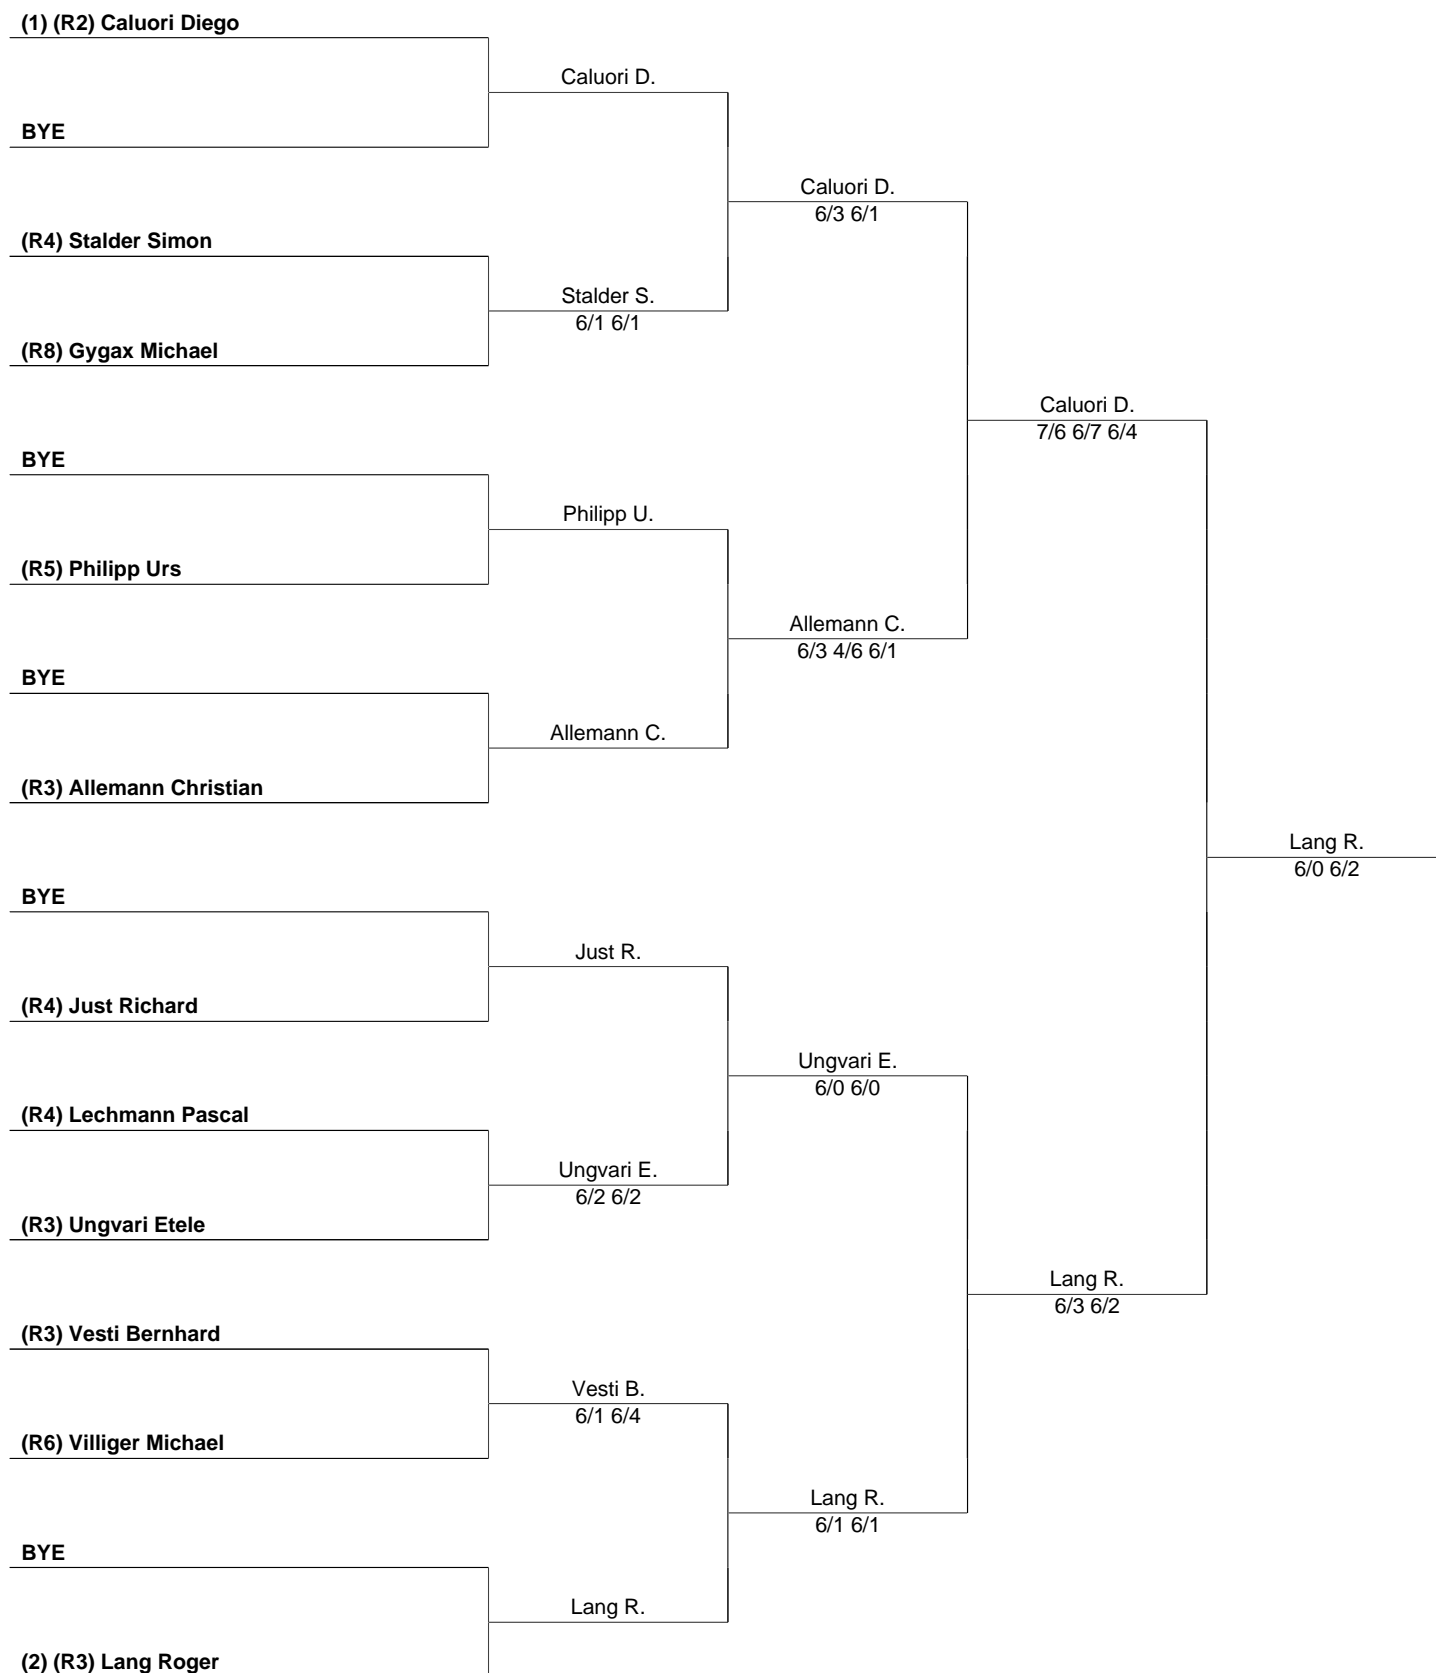 (1) (R2) Caluori Diego
Caluori D.
BYE
Caluori D.
6/3 6/1
(R4) Stalder Simon
Stalder S.
6/1 6/1
(R8) Gygax Michael
Caluori D.
7/6 6/7 6/4
BYE
Philipp U.
(R5) Philipp Urs
Allemann C.
6/3 4/6 6/1
BYE
Allemann C.
(R3) Allemann Christian
Lang R.
6/0 6/2
BYE
Just R.
(R4) Just Richard
Ungvari E.
6/0 6/0
(R4) Lechmann Pascal
Ungvari E.
6/2 6/2
(R3) Ungvari Etele
Lang R.
6/3 6/2
(R3) Vesti Bernhard
Vesti B.
6/1 6/4
(R6) Villiger Michael
Lang R.
6/1 6/1
BYE
Lang R.
(2) (R3) Lang Roger